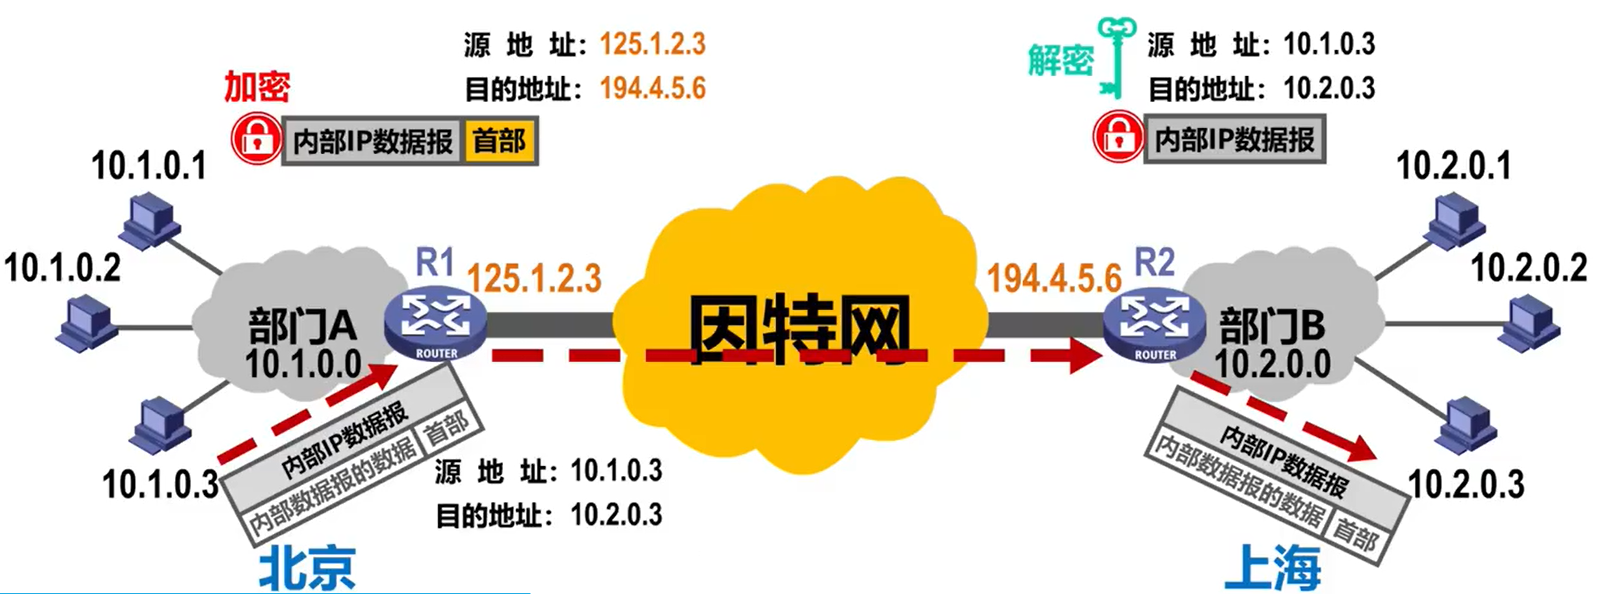 源 地 址：125.1.2.3
目的地址：194.4.5.6
加密
内部IP数据报 首部
解密
源 地 址：10.1.0.3
目的地址：10.2.0.3
内部IP数据报
10.1.0.1
10.1.0.2
10.1.0.3
部门A
10.1.0.0
R1
ROUTER
125.1.2.3
因特网
194.4.5.6
R2
ROUTER
部门B
10.2.0.0
10.2.0.1
10.2.0.2
10.2.0.3
内部IP数据报
内部数据报的数据 首部
源 地 址：10.1.0.3
目的地址：10.2.0.3
北京
内部IP数据报
内部数据报的数据 首部
上海